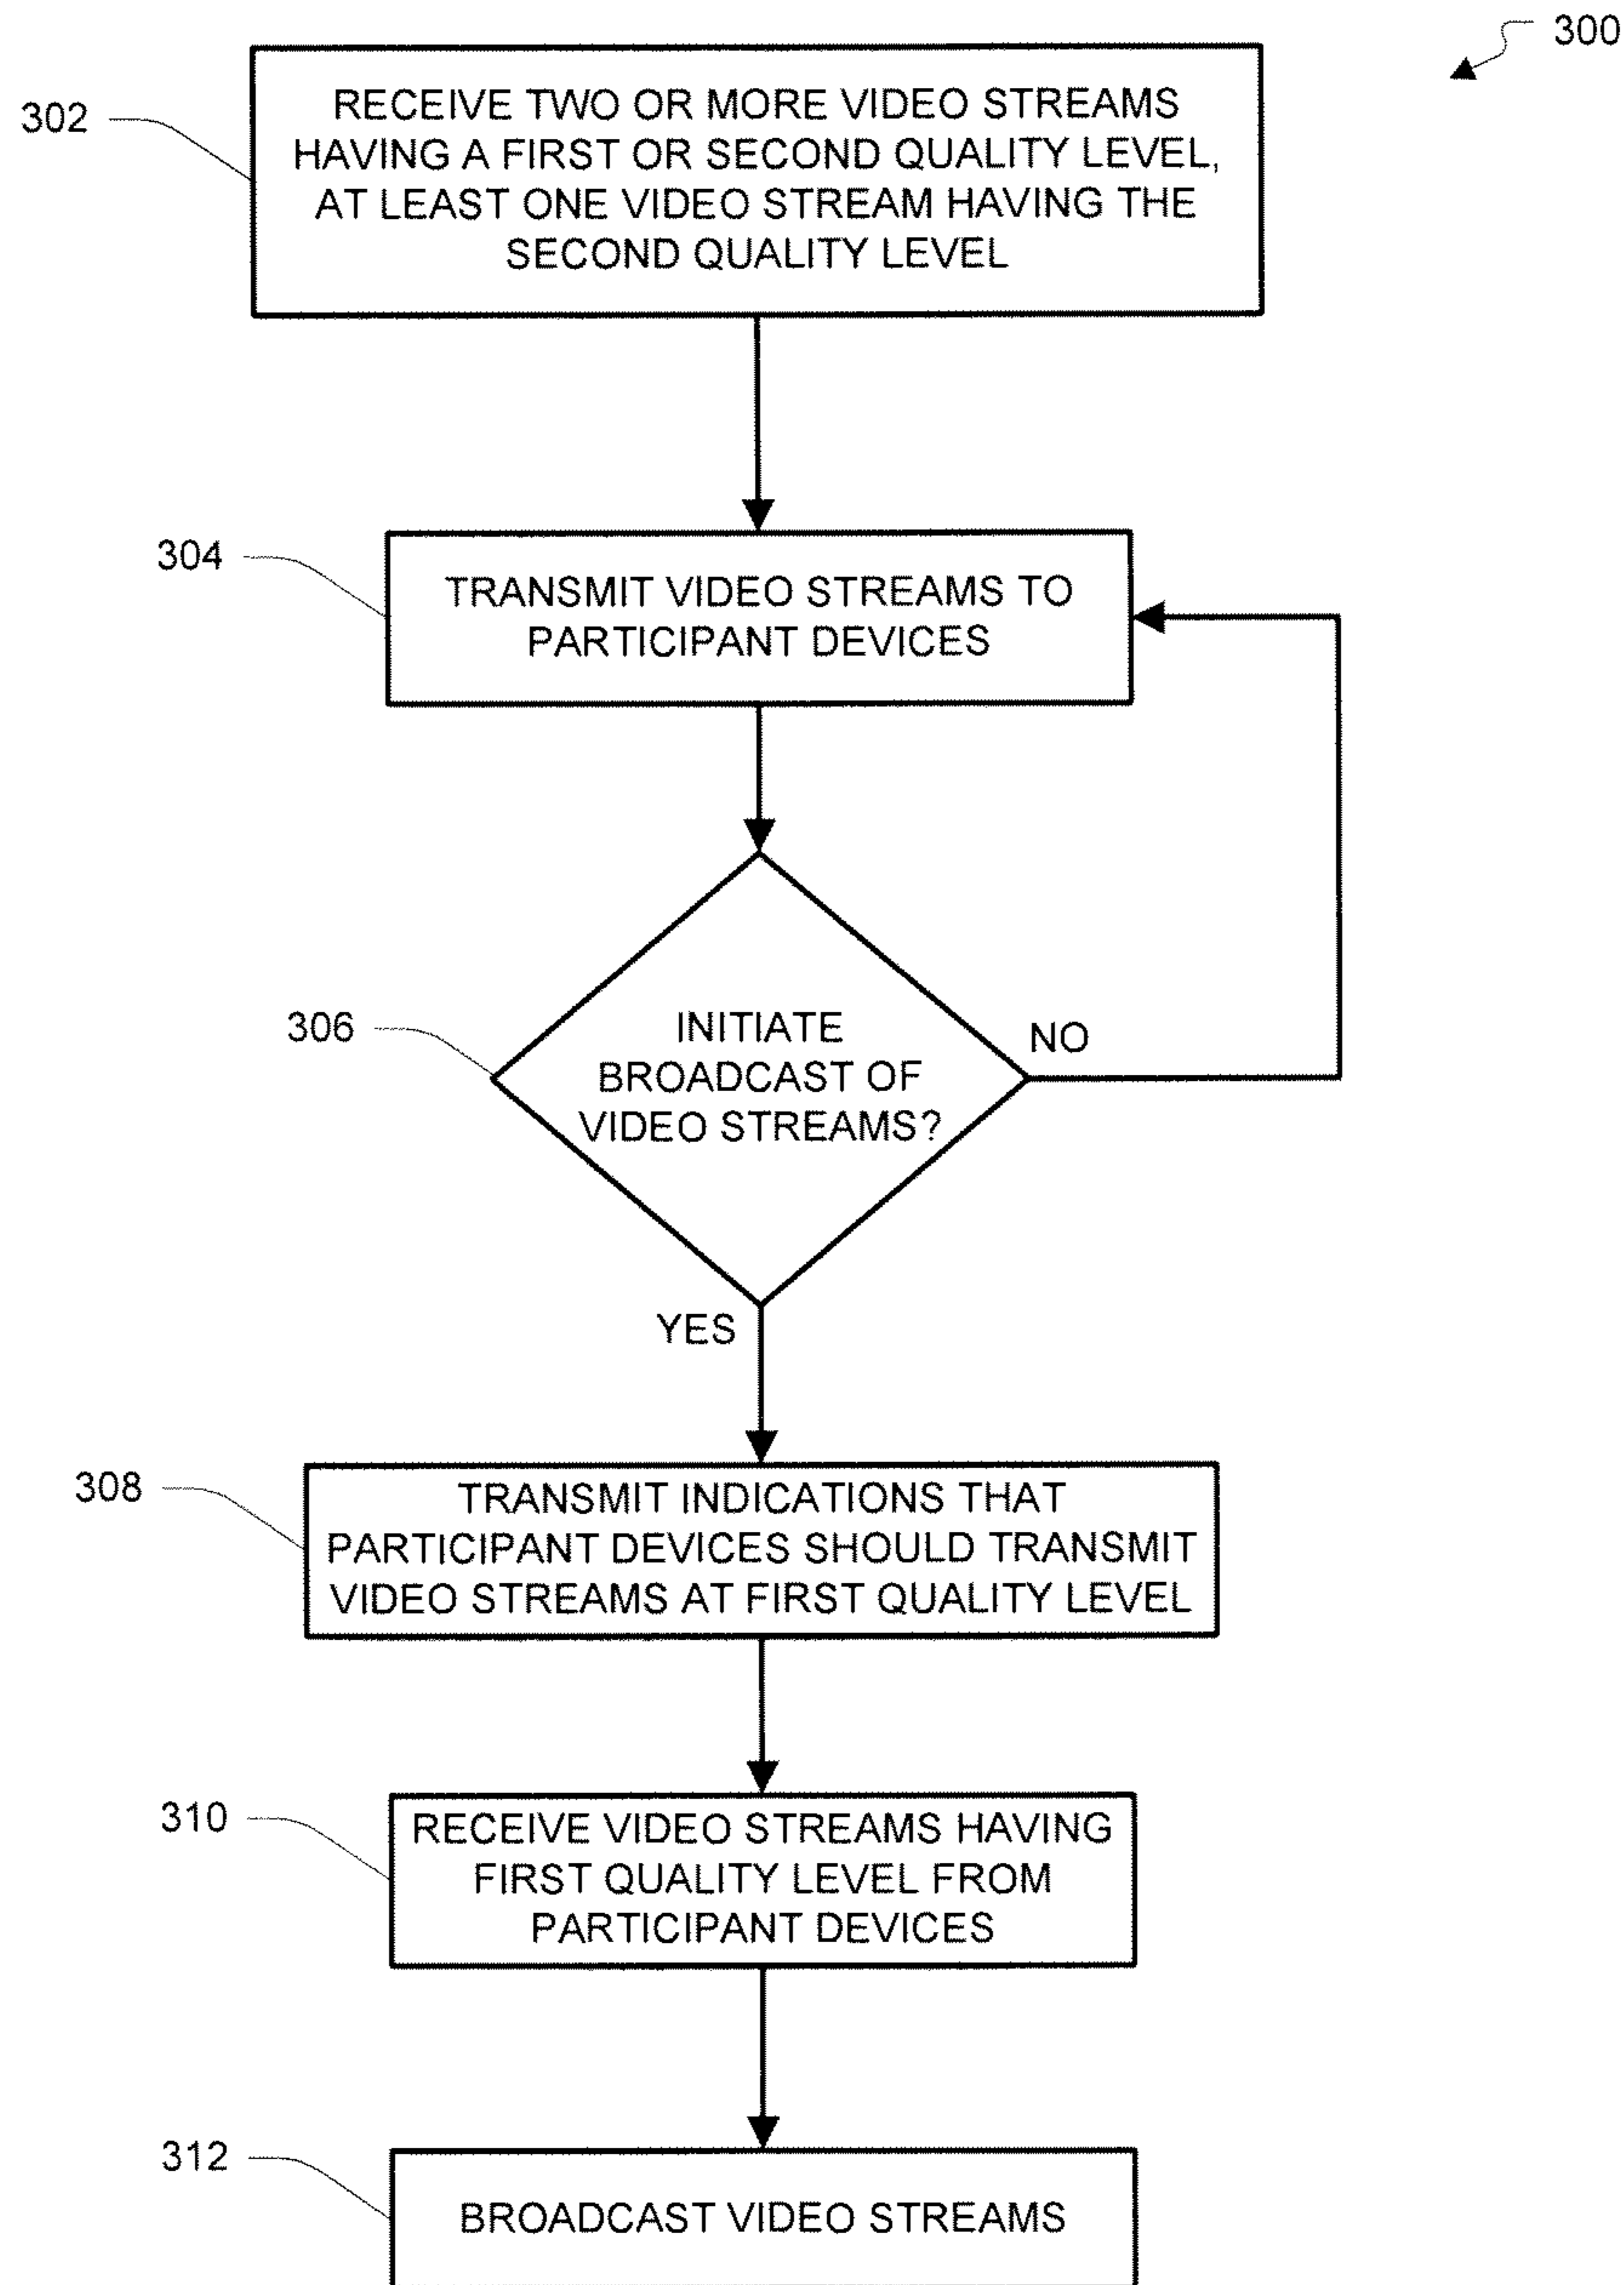 300
302
RECEIVE TWO OR MORE VIDEO STREAMS
HAVING A FIRST OR SECOND QUALITY LEVEL,
AT LEAST ONE VIDEO STREAM HAVING THE
SECOND QUALITY LEVEL
304
TRANSMIT VIDEO STREAMS TO
PARTICIPANT DEVICES
306
INITIATE
BROADCAST OF
VIDEO STREAMS?
NO
YES
308
TRANSMIT INDICATIONS THAT
PARTICIPANT DEVICES SHOULD TRANSMIT
VIDEO STREAMS AT FIRST QUALITY LEVEL
310
RECEIVE VIDEO STREAMS HAVING
FIRST QUALITY LEVEL FROM
PARTICIPANT DEVICES
312
BROADCAST VIDEO STREAMS